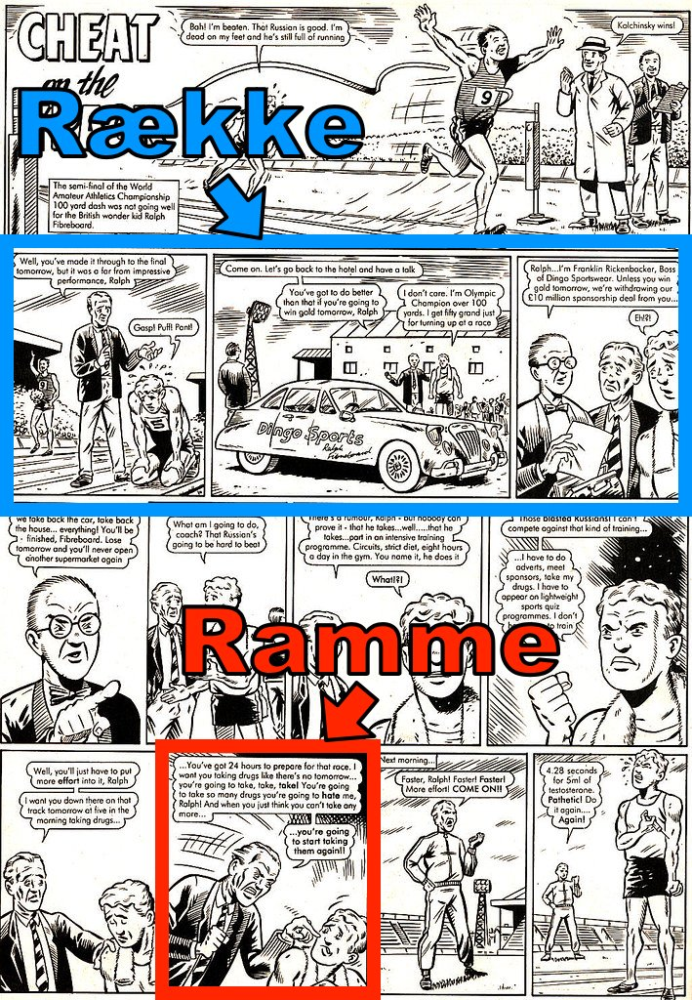 CHEAT
on the
Bah! I'm beaten. That Russian is good. I'm
dead on my feet and he's still full of running
9
Kolchinsky wins!
Række
The semi-final of the World
Amateur Athletics Championship
100 yard dash was not going well
for the British wonder kid Ralph
Fibreboard.
Well, you've made it through to the final
tomorrow, but it was a far from impressive
performance, Ralph
Gasp! Puff! Pant!
5
Come on. Let's go back to the hotel and have a talk
You've got to do better
than that if you're going to
win gold tomorrow, Ralph
I don't care. I'm Olympic
Champion over 100
yards. I get fifty grand just
for turning up at a race
Dingo Sports
Ralph
Fibreboard
Ralph...I'm Franklin Rickenbacker, Boss
of Dingo Sportswear. Unless you win
gold tomorrow, we're withdrawing our
£10 million sponsorship deal from you...
Eh!?!
we take back the car, take back
the house... everything! You'll be
finished, Fibreboard. Lose
tomorrow and you'll never open
another supermarket again
What am I going to do,
coach? That Russian's
going to be hard to beat
There's a rumour, Ralph - but nobody can
prove it - that he takes...well.....that he
takes...part in an intensive training
programme. Circuits, strict diet, eight hours
a day in the gym. You name it, he does it
What!?!
Those blasted Russians! I can't
compete against that kind of training...
...I have to do
adverts, meet
sponsors, take my
drugs. I have to
appear on lightweight
sports quiz
programmes. I don't
to train
Ramme
Well, you'll just have to put
more effort into it, Ralph
I want you down there on that
track tomorrow at five in the
morning taking drugs...
...You've got 24 hours to prepare for that race. I
want you taking drugs like there's no tomorrow...
you're going to take, take, take! You're going
to take so many drugs you're going to hate me,
Ralph! And when you just think you can't take any
more...
...you're going
to start taking
them again!!
Next morning...
Faster, Ralph! Faster! Faster!
More effort! COME ON!!
4.28 seconds
for 5ml of
testosterone.
Pathetic! Do
it again....
Again!